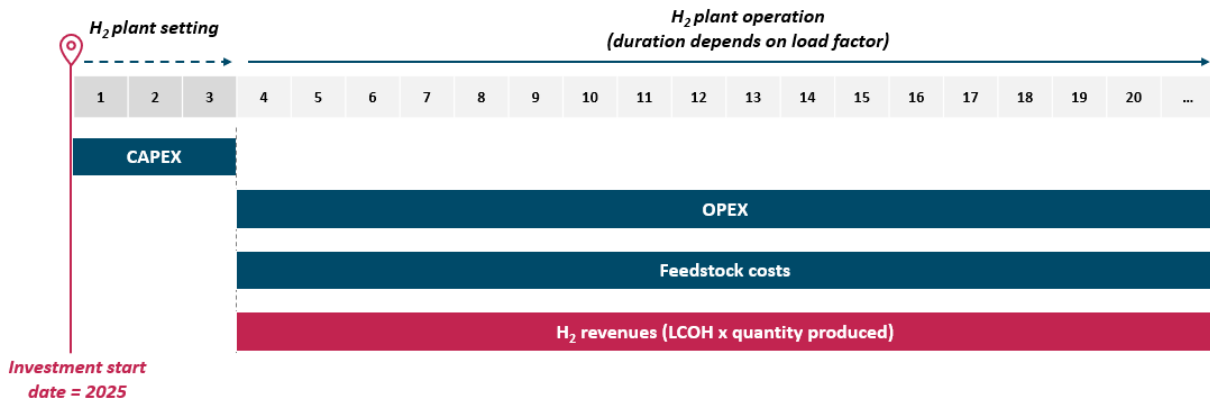 H₂ plant setting
H₂ plant operation
(duration depends on load factor)
1 2 3 4 5 6 7 8 9 10 11 12 13 14 15 16 17 18 19 20 ...
CAPEX
OPEX
Feedstock costs
H₂ revenues (LCOH x quantity produced)
Investment start
date = 2025